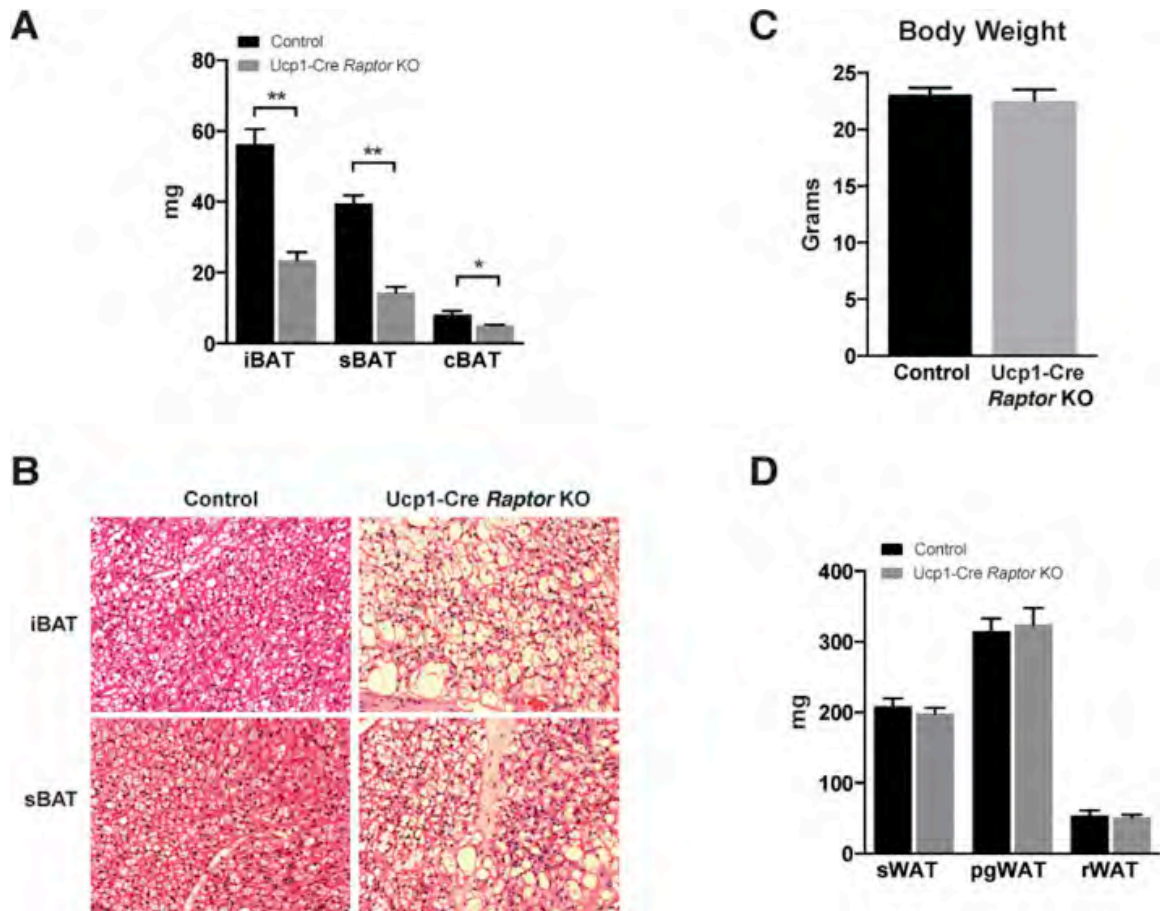 A
Control
Ucp1-Cre Raptor KO
80
60
40
20
0
mg
**
**
*
iBAT
sBAT
cBAT
C
Body Weight
25
20
15
10
5
0
Grams
Control
Ucp1-Cre
Raptor KO
B
Control
Ucp1-Cre Raptor KO
iBAT
sBAT
D
Control
Ucp1-Cre Raptor KO
400
300
200
100
0
mg
sWAT
pgWAT
rWAT